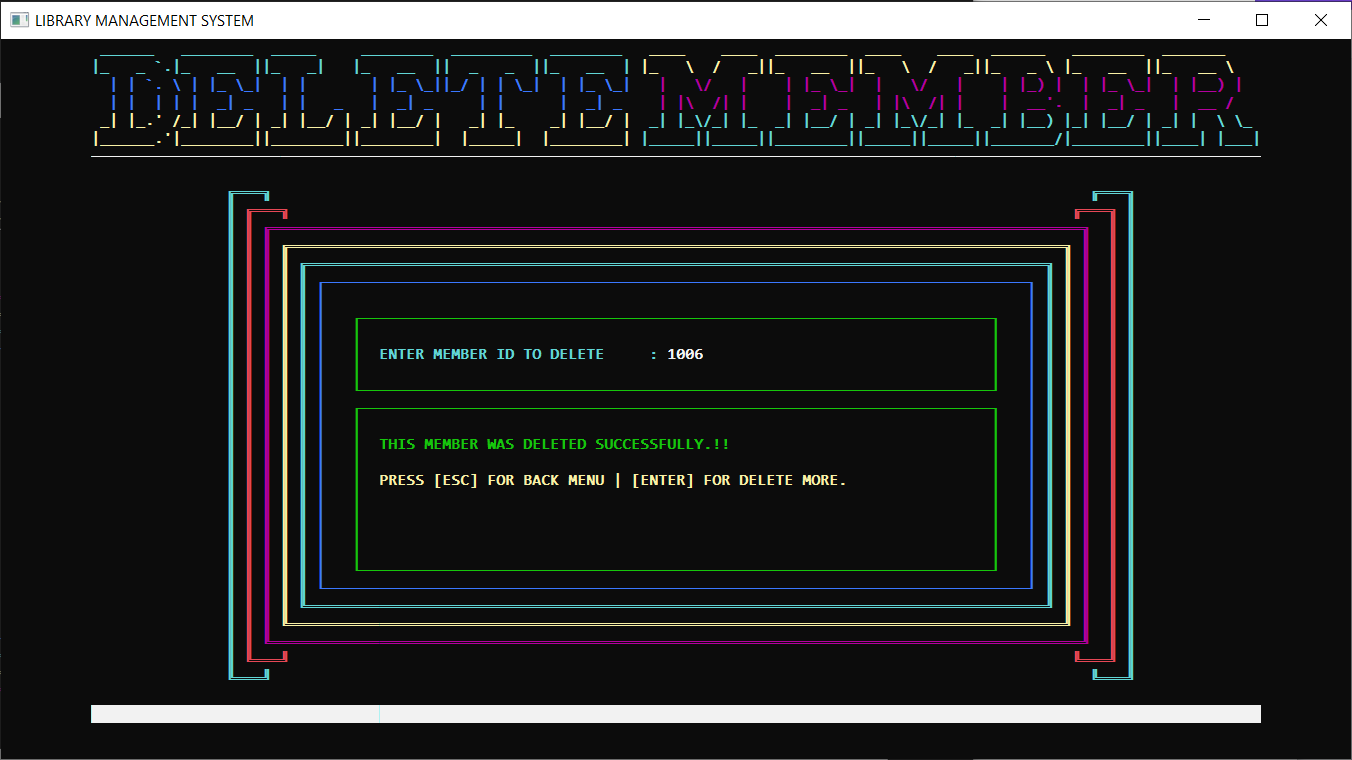 LIBRARY MANAGEMENT SYSTEM
DELETE MEMBER
ENTER MEMBER ID TO DELETE : 1006
THIS MEMBER WAS DELETED SUCCESSFULLY.!!
PRESS [ESC] FOR BACK MENU | [ENTER] FOR DELETE MORE.